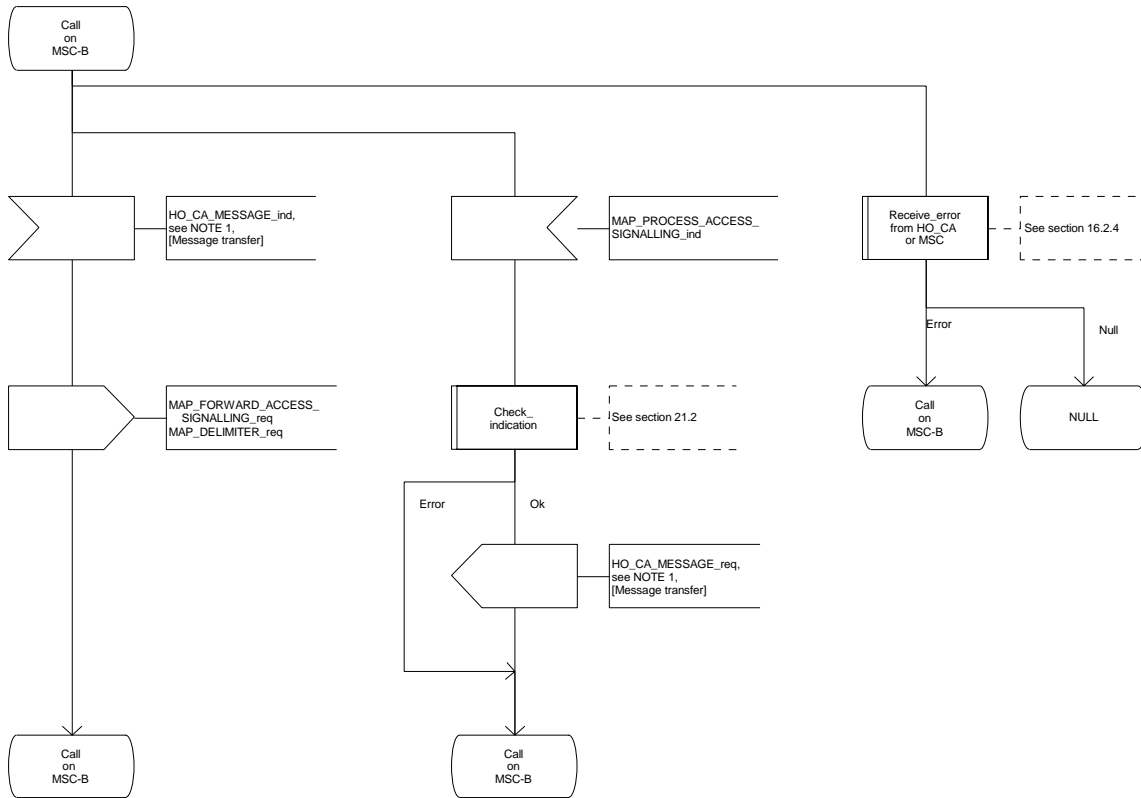 Call
on
MSC-B
HO_CA_MESSAGE_ind,
see NOTE 1,
[Message transfer]
MAP_PROCESS_ACCESS_
SIGNALLING_ind
Receive_error
from HO_CA
or MSC
See section 16.2.4
Error
Null
MAP_FORWARD_ACCESS_
SIGNALLING_req
MAP_DELIMITER_req
Check_
indication
See section 21.2
Call
on
MSC-B
NULL
Error
Ok
HO_CA_MESSAGE_req,
see NOTE 1,
[Message transfer]
Call
on
MSC-B
Call
on
MSC-B